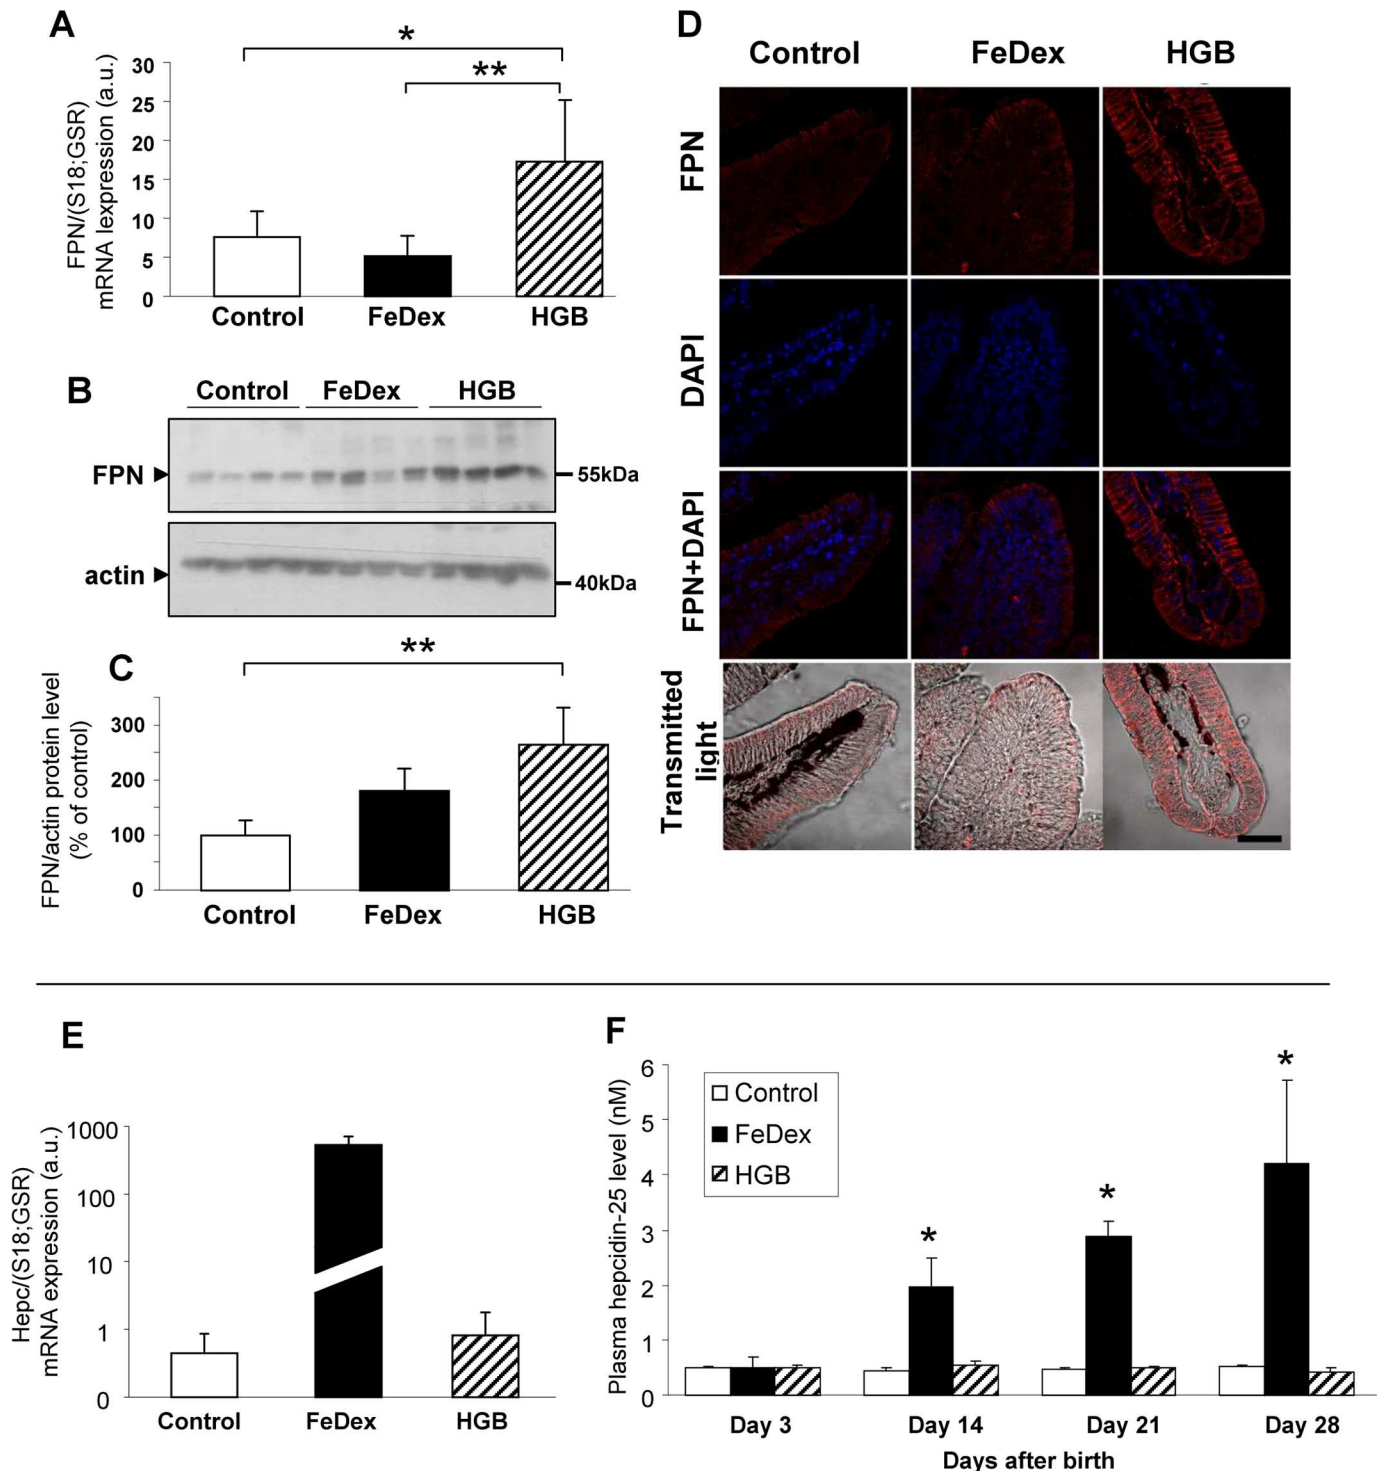 A
*
**
FPN/(S18;GSR)
mRNA lexpression (a.u.)
30
25
20
15
10
5
0
Control FeDex HGB
B
Control FeDex HGB
FPN
55kDa
actin
40kDa
C
**
FPN/actin protein level
(% of control)
300
200
100
0
Control FeDex HGB
D
Control FeDex HGB
FPN
DAPI
FPN+DAPI
Transmitted
light
E
Hepc/(S18;GSR)
mRNA expression (a.u.)
1000
100
10
1
0
Control FeDex HGB
F
Plasma hepcidin-25 level (nM)
6
5
4
3
2
1
0
Control
FeDex
HGB
*
*
*
Day 3 Day 14 Day 21 Day 28
Days after birth